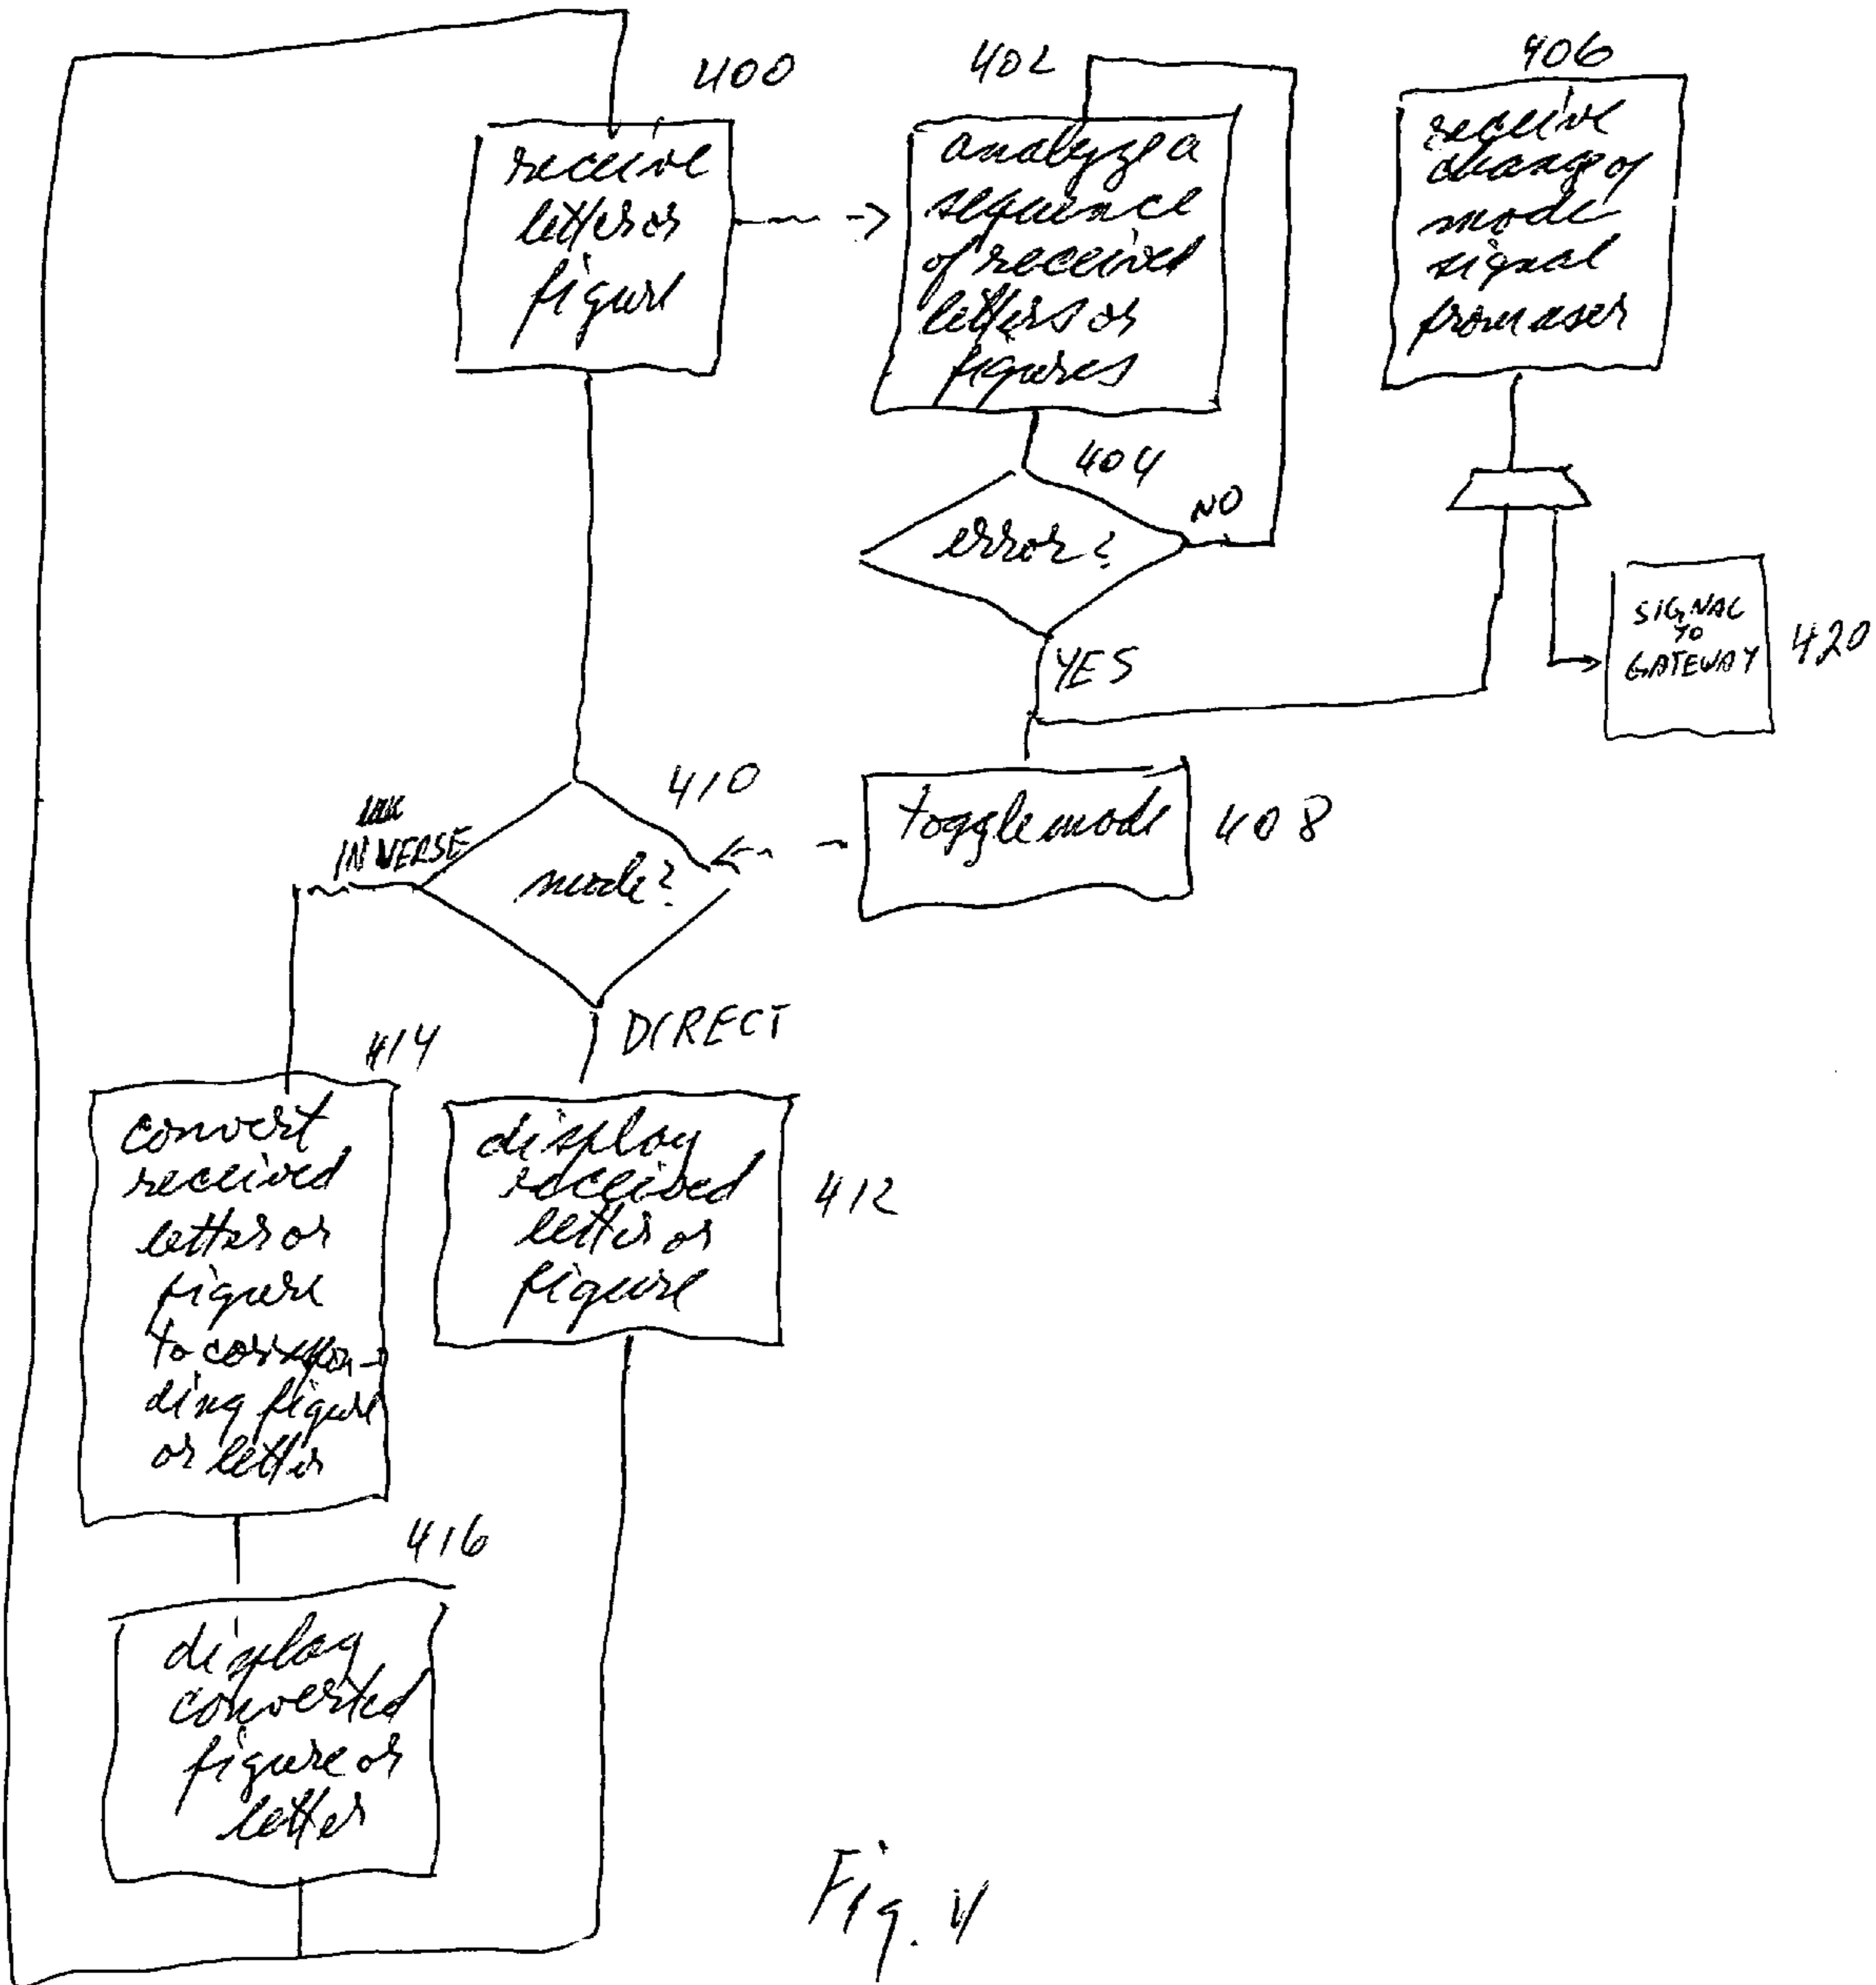 400
receive
letter or
figure
402
analyze a
sequence
of received
letters or
figures
406
receive
change of
mode
signal
from user
404
error?
NO
YES
SIGNAL
TO
GATEWAY
420
410
mode?
INVERSE
toggle mode
408
DIRECT
414
convert
received
letter or
figure
to correspon-
ding figure
or letter
display
received
letter or
figure
412
416
display
converted
figure or
letter
Fig. 4